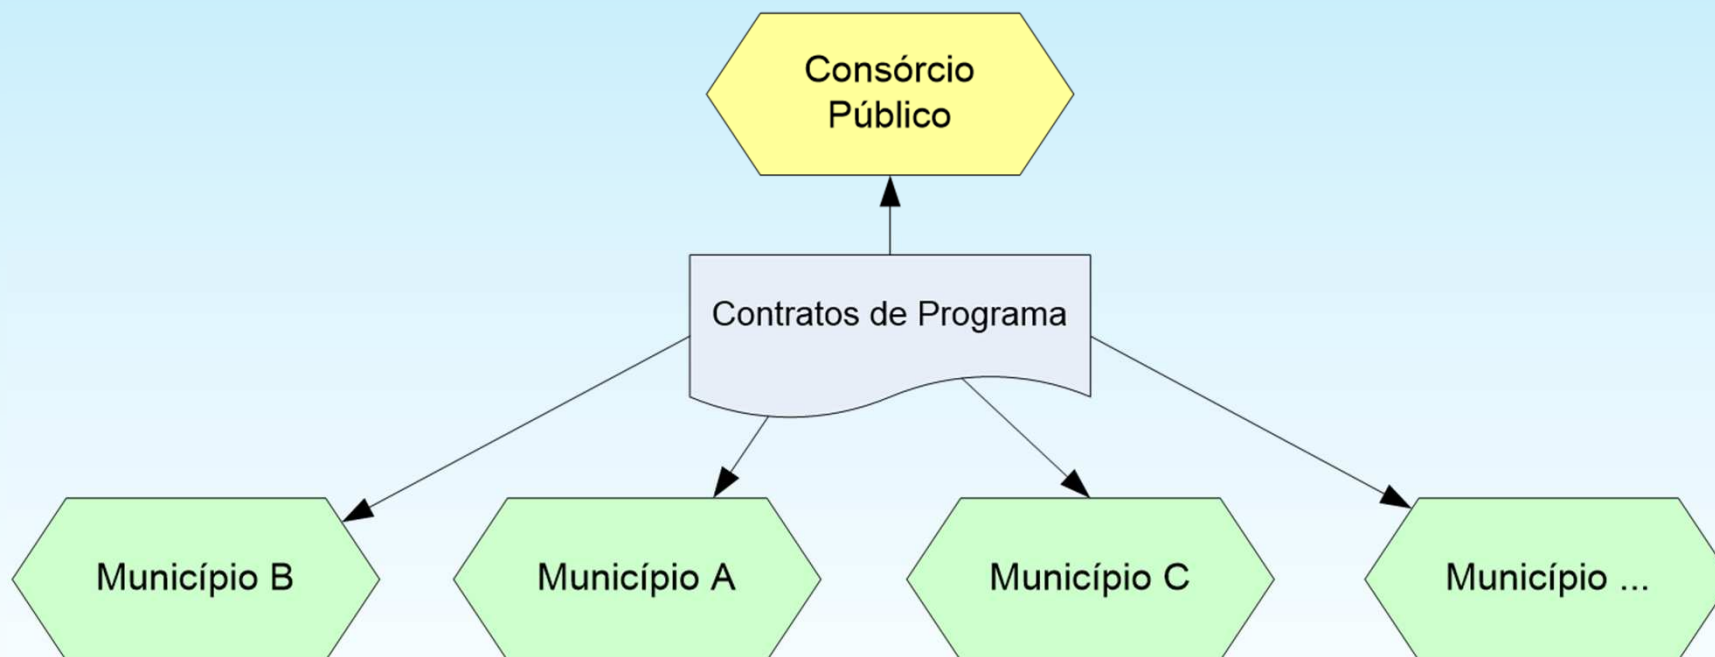 Consórcio
Público
Contratos de Programa
Município B
Município A
Município C
Município ...